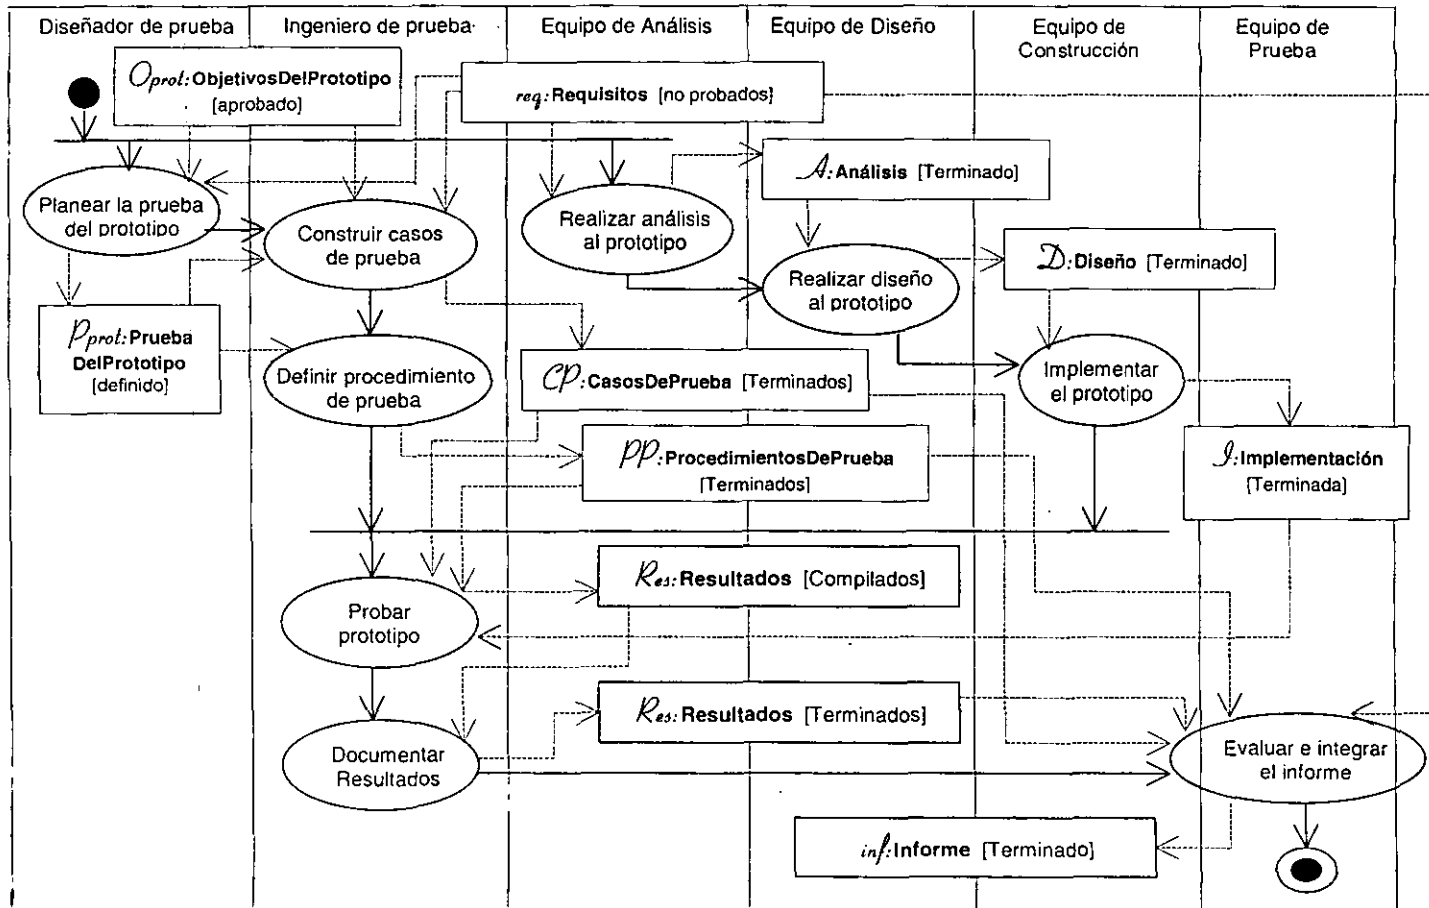 Diseñador de prueba
Ingeniero de prueba
Equipo de Análisis
Equipo de Diseño
Equipo de
Construcción
Equipo de
Prueba
Oprot:ObjetivosDelPrototipo
[aprobado]
req:Requisitos [no probados]
A:Análisis [Terminado]
Planear la prueba
del prototipo
Construir casos
de prueba
Realizar análisis
al prototipo
Realizar diseño
al prototipo
D:Diseño [Terminado]
Pprot:Prueba
DelPrototipo
[definido]
Definir procedimiento
de prueba
CP:CasosDePrueba [Terminados]
Implementar
el prototipo
PP:ProcedimientosDePrueba
[Terminados]
I:Implementación
[Terminada]
Res:Resultados [Compilados]
Probar
prototipo
Res:Resultados [Terminados]
Documentar
Resultados
Evaluar e integrar
el informe
inf:Informe [Terminado]